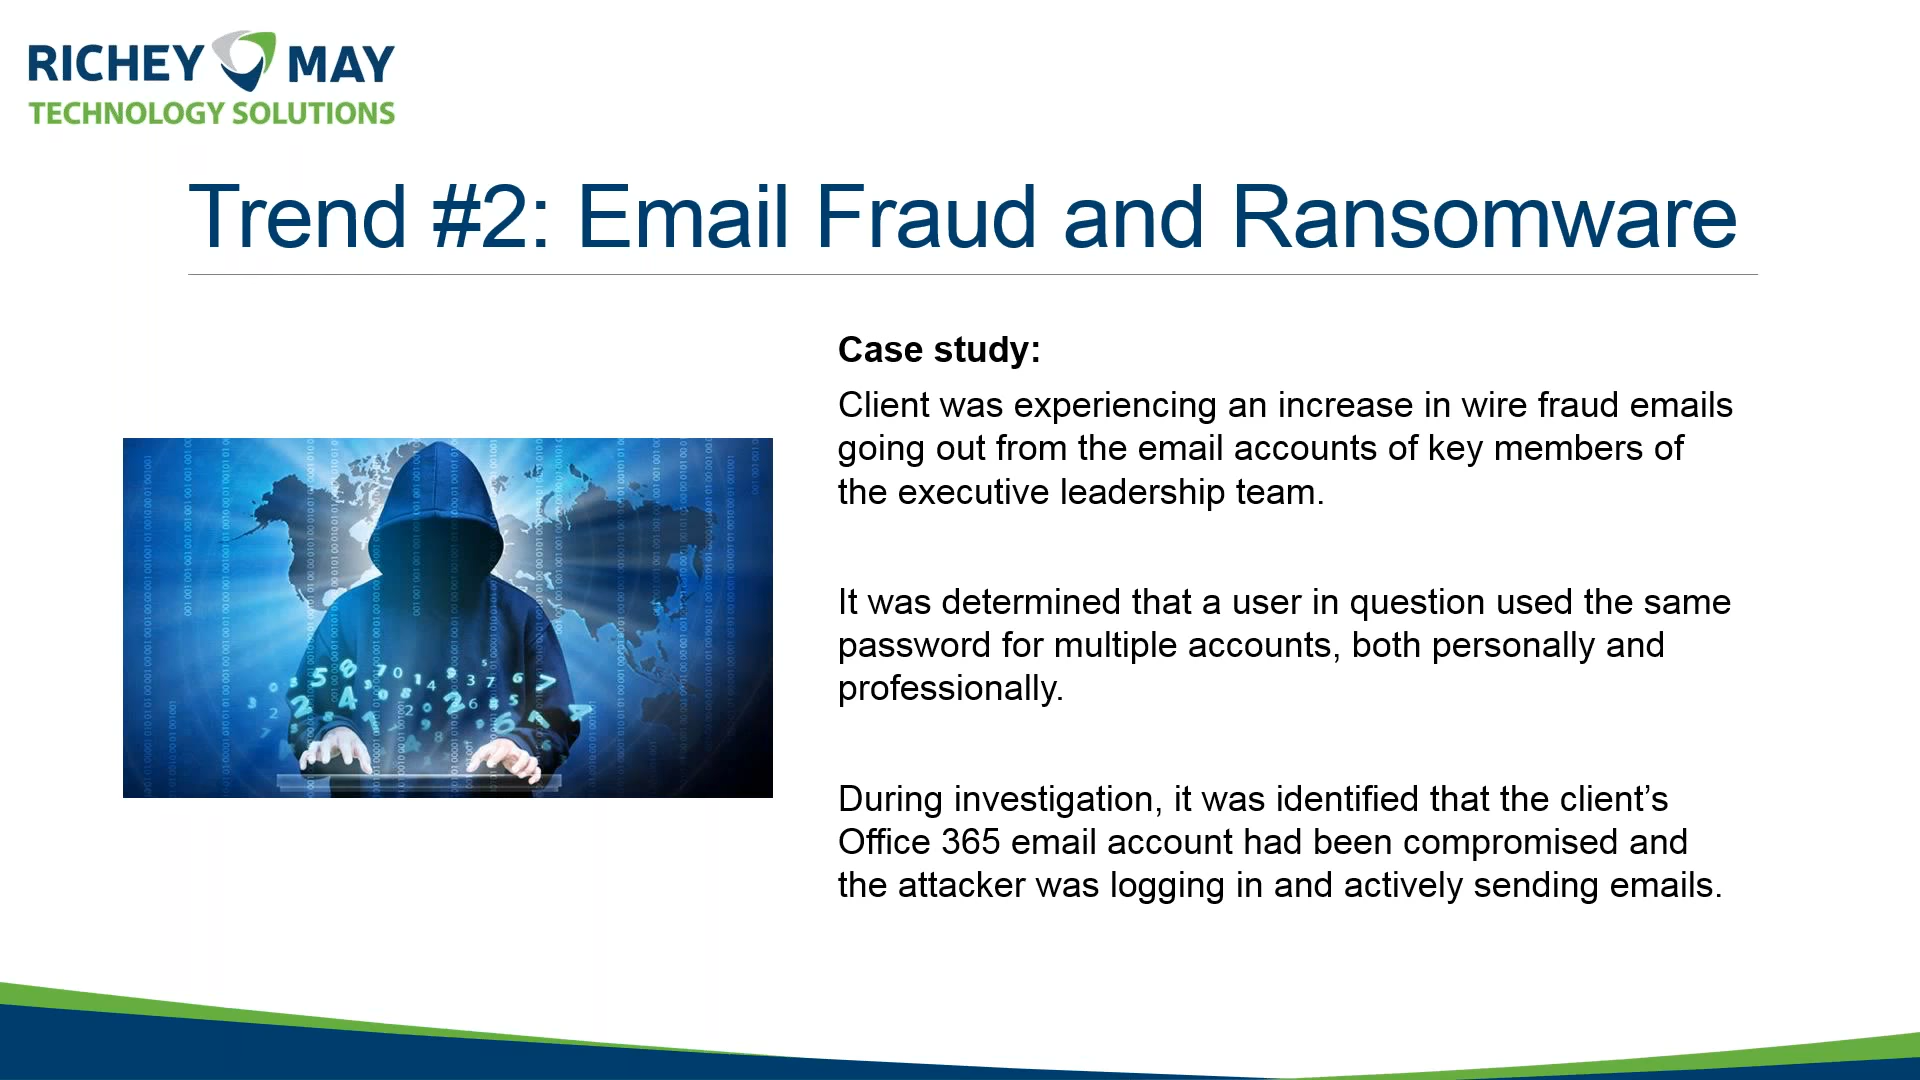 RICHEY MAY
TECHNOLOGY SOLUTIONS
Trend #2: Email Fraud and Ransomware
Case study:
Client was experiencing an increase in wire fraud emails
going out from the email accounts of key members of
the executive leadership team.
It was determined that a user in question used the same
password for multiple accounts, both personally and
professionally.
During investigation, it was identified that the client’s
Office 365 email account had been compromised and
the attacker was logging in and actively sending emails.